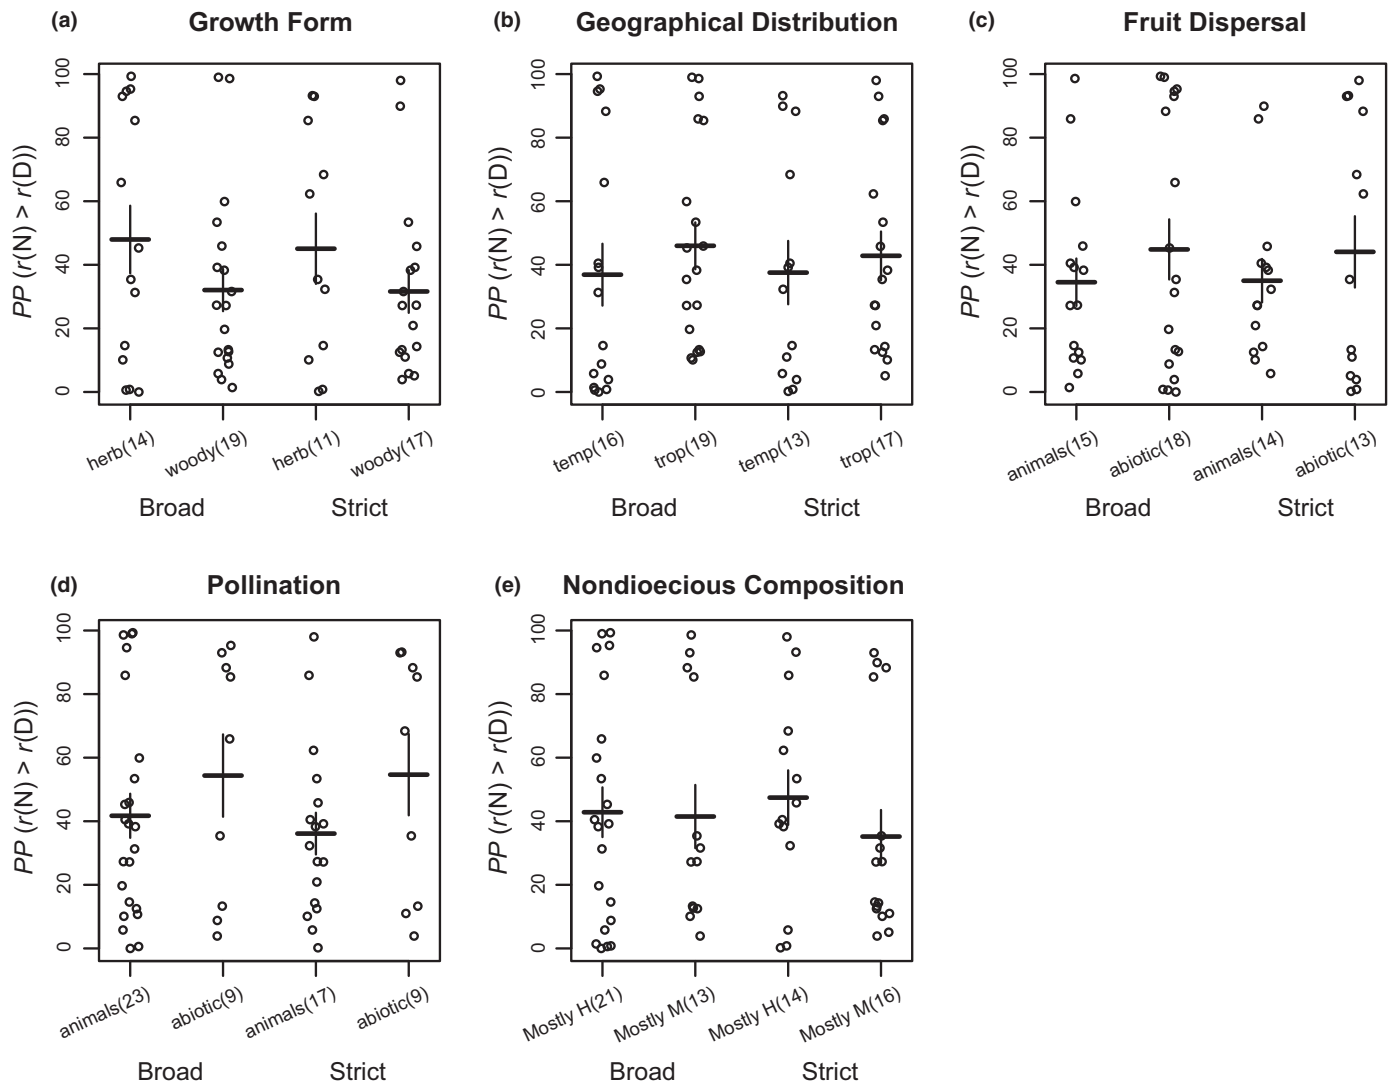 (a) Growth Form
PP (r(N) > r(D))
100
80
60
40
20
0
herb(14) woody(19) herb(11) woody(17)
Broad Strict
(b) Geographical Distribution
PP (r(N) > r(D))
100
80
60
40
20
0
temp(16) trop(19) temp(13) trop(17)
Broad Strict
(c) Fruit Dispersal
PP (r(N) > r(D))
100
80
60
40
20
0
animals(15) abiotic(18) animals(14) abiotic(13)
Broad Strict
(d) Pollination
PP (r(N) > r(D))
100
80
60
40
20
0
animals(23) abiotic(9) animals(17) abiotic(9)
Broad Strict
(e) Nondioecious Composition
PP (r(N) > r(D))
100
80
60
40
20
0
Mostly H(21) Mostly M(13) Mostly H(14) Mostly M(16)
Broad Strict